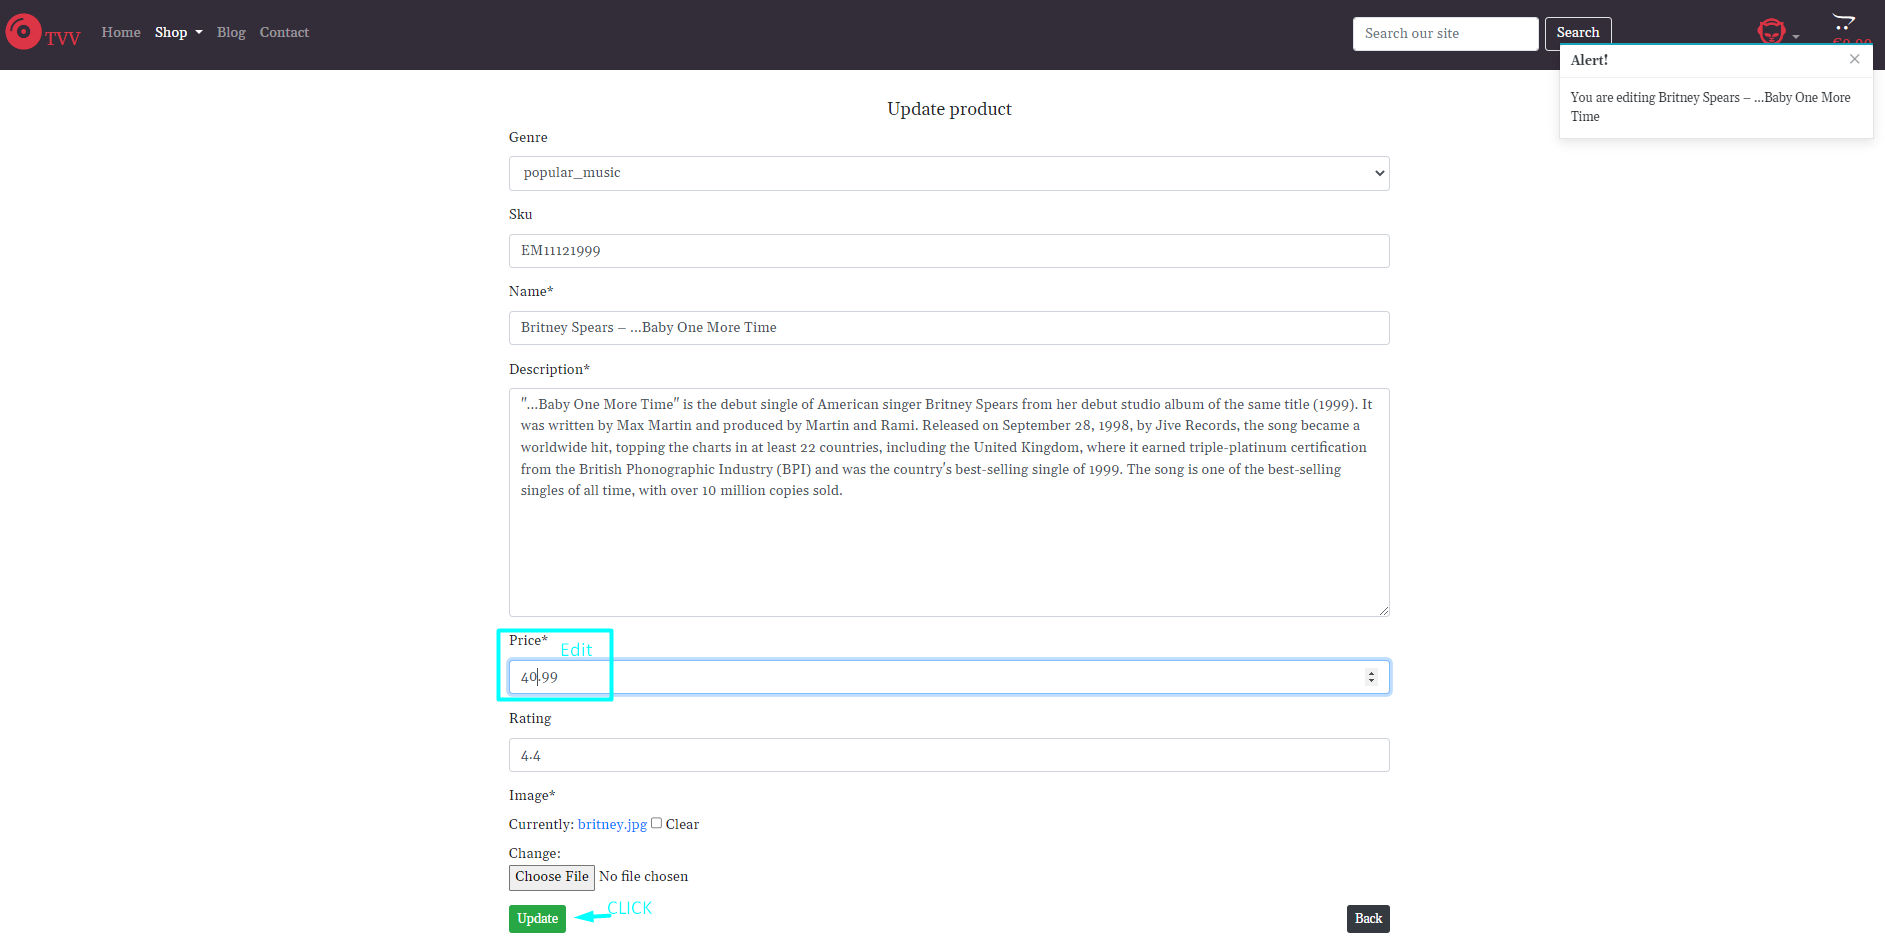 TVV Home Shop Blog Contact Search our site Search
€0.00
Alert!
You are editing Britney Spears – ...Baby One More
Time
Update product
Genre
popular_music
Sku
EM11121999
Name*
Britney Spears – ...Baby One More Time
Description*
"...Baby One More Time" is the debut single of American singer Britney Spears from her debut studio album of the same title (1999). It
was written by Max Martin and produced by Martin and Rami. Released on September 28, 1998, by Jive Records, the song became a
worldwide hit, topping the charts in at least 22 countries, including the United Kingdom, where it earned triple-platinum certification
from the British Phonographic Industry (BPI) and was the country's best-selling single of 1999. The song is one of the best-selling
singles of all time, with over 10 million copies sold.
Price*
Edit
40.99
Rating
4.4
Image*
Currently: britney.jpg Clear
Change:
Choose File No file chosen
Update CLICK Back